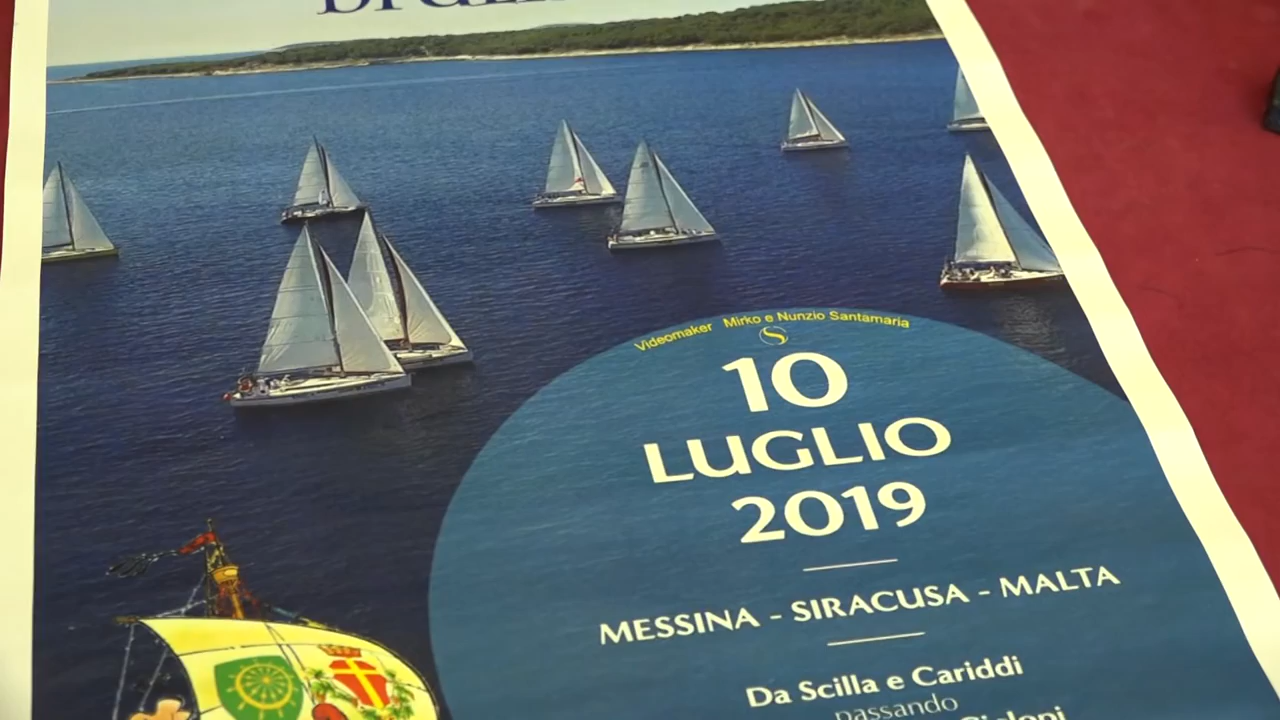 Videomaker Mirko e Nunzio Santamaria
10
LUGLIO
2019
MESSINA - SIRACUSA - MALTA
Da Scilla e Cariddi
passando